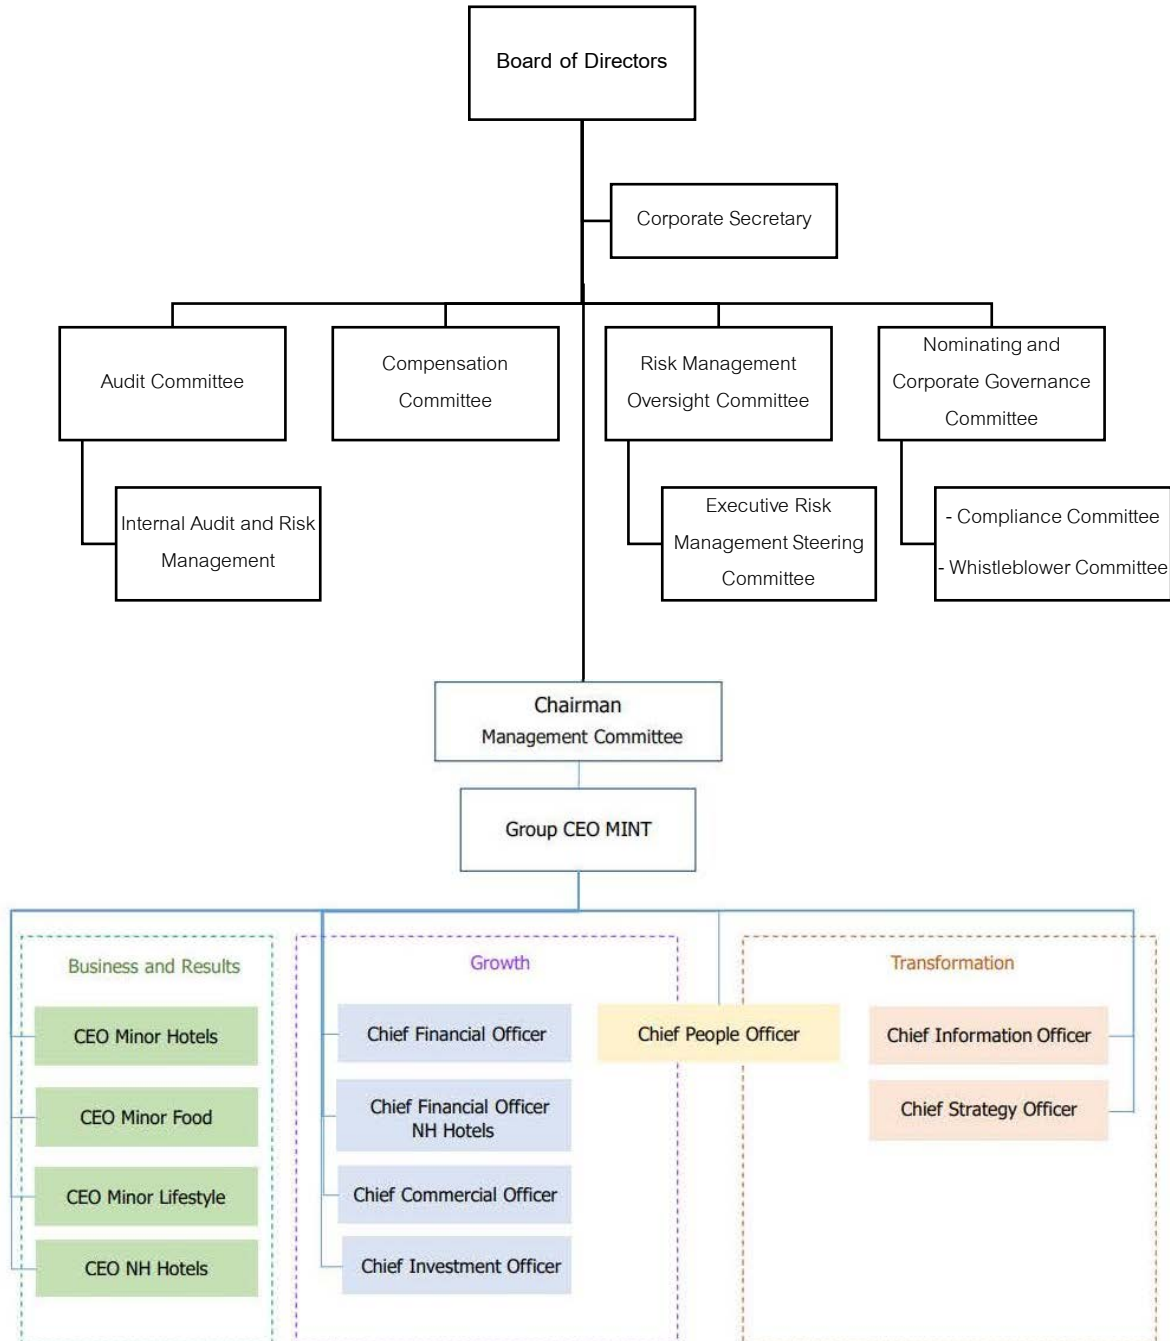 Board of Directors
Corporate Secretary
Audit Committee
Compensation
Committee
Risk Management
Oversight Committee
Nominating and
Corporate Governance
Committee
Internal Audit and Risk
Management
Executive Risk
Management Steering
Committee
- Compliance Committee
- Whistleblower Committee
Chairman
Management Committee
Group CEO MINT
Business and Results
CEO Minor Hotels
CEO Minor Food
CEO Minor Lifestyle
CEO NH Hotels
Growth
Chief Financial Officer
Chief Financial Officer
NH Hotels
Chief Commercial Officer
Chief Investment Officer
Chief People Officer
Transformation
Chief Information Officer
Chief Strategy Officer